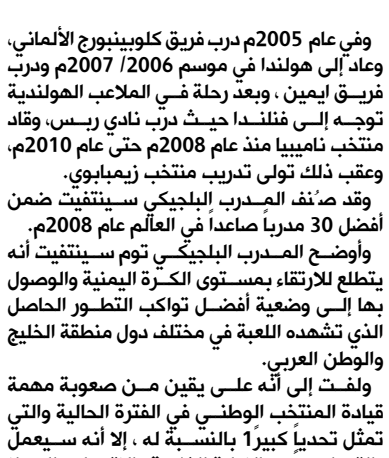 وفي عام 2005م درب فريق كلوبينبورج الألماني،
وعاد إلى هولندا في موسم 2006/ 2007م ودرب
فريق ايمين ، وبعد رحلة في الملاعب الهولندية
توجه إلى فنلندا حيث درب نادي ربس، وقاد
منتخب ناميبيا منذ عام 2008م حتى عام 2010م،
وعقب ذلك تولى تدريب منتخب زيمبابوي.
وقد صُنف المدرب البلجيكي سينتفيت ضمن
أفضل 30 مدرباً صاعداً في العالم عام 2008م.
وأوضح المدرب البلجيكي توم سينتفيت أنه
يتطلع للارتقاء بمستوى الكرة اليمنية والوصول
بها إلى وضعية أفضل تواكب التطور الحاصل
الذي تشهده اللعبة في مختلف دول منطقة الخليج
والوطن العربي.
ولفت إلى أنه على يقين من صعوبة مهمة
قيادة المنتخب الوطني في الفترة الحالية والتي
تمثل تحدياً كبيرً1 بالنسبة له ، إلا أنه سيعمل